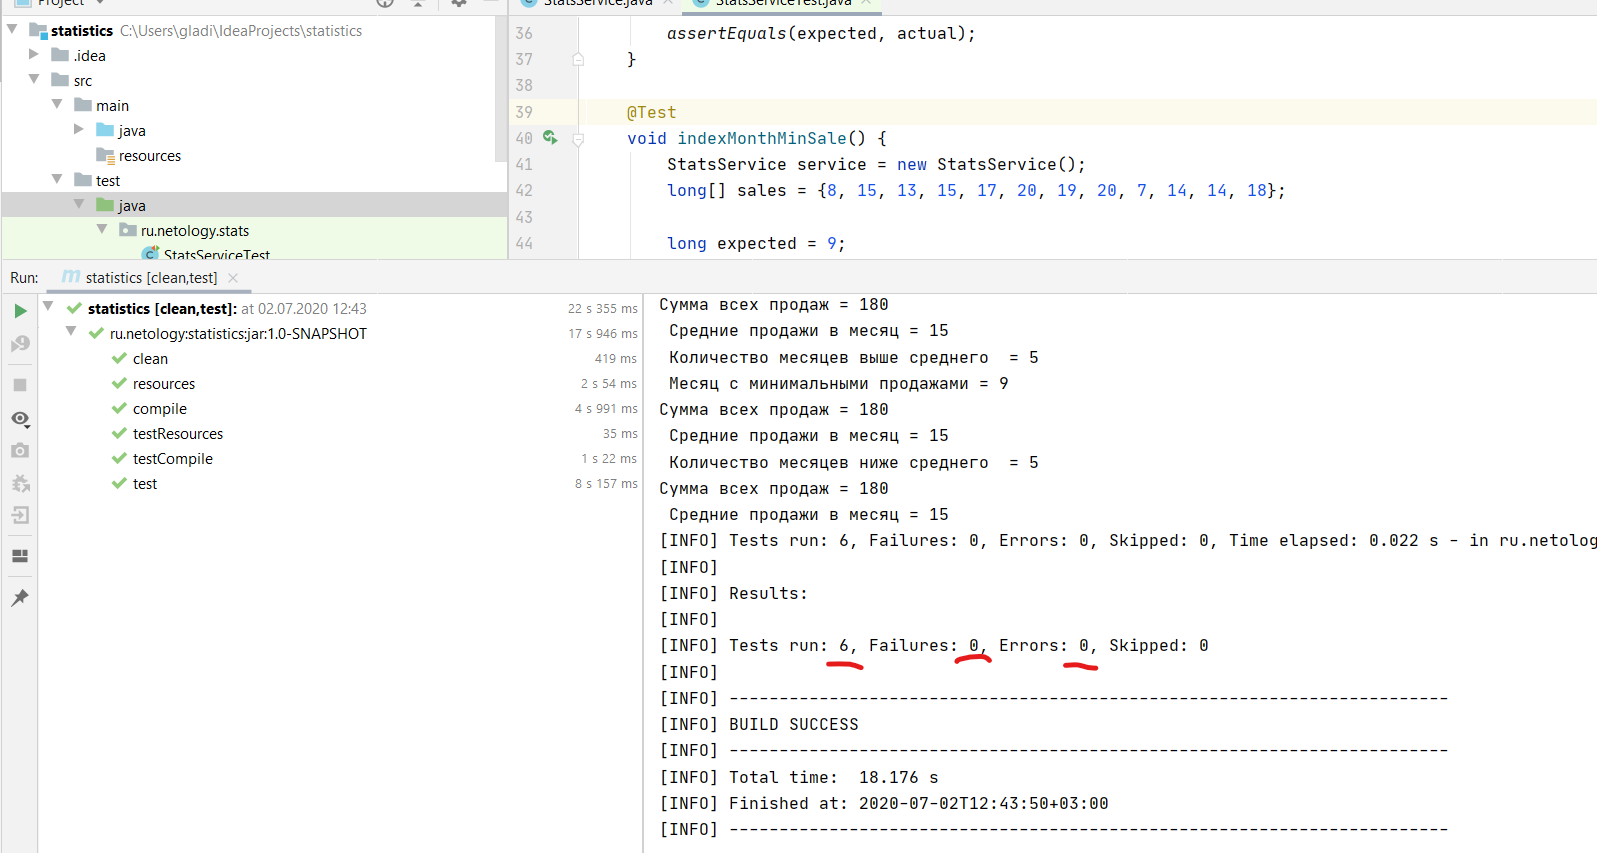 Project
StatsService.java
StatsServiceTest.java
statistics C:\Users\gladi\IdeaProjects\statistics
.idea
src
main
java
resources
test
java
ru.netology.stats
StatsServiceTest
36 assertEquals(expected, actual);
37 }
38
39 @Test
40 void indexMonthMinSale() {
41 StatsService service = new StatsService();
42 long[] sales = {8, 15, 13, 15, 17, 20, 19, 20, 7, 14, 14, 18};
43
44 long expected = 9;
Run: statistics [clean,test]
statistics [clean,test]: at 02.07.2020 12:43 22 s 355 ms
ru.netology:statistics:jar:1.0-SNAPSHOT 17 s 946 ms
clean 419 ms
resources 2 s 54 ms
compile 4 s 991 ms
testResources 35 ms
testCompile 1 s 22 ms
test 8 s 157 ms
Сумма всех продаж = 180
Средние продажи в месяц = 15
Количество месяцев выше среднего = 5
Месяц с минимальными продажами = 9
Сумма всех продаж = 180
Средние продажи в месяц = 15
Количество месяцев ниже среднего = 5
Сумма всех продаж = 180
Средние продажи в месяц = 15
[INFO] Tests run: 6, Failures: 0, Errors: 0, Skipped: 0, Time elapsed: 0.022 s - in ru.netolog
[INFO]
[INFO] Results:
[INFO]
[INFO] Tests run: 6, Failures: 0, Errors: 0, Skipped: 0
[INFO]
[INFO] ------------------------------------------------------------------------
[INFO] BUILD SUCCESS
[INFO] ------------------------------------------------------------------------
[INFO] Total time: 18.176 s
[INFO] Finished at: 2020-07-02T12:43:50+03:00
[INFO] ------------------------------------------------------------------------